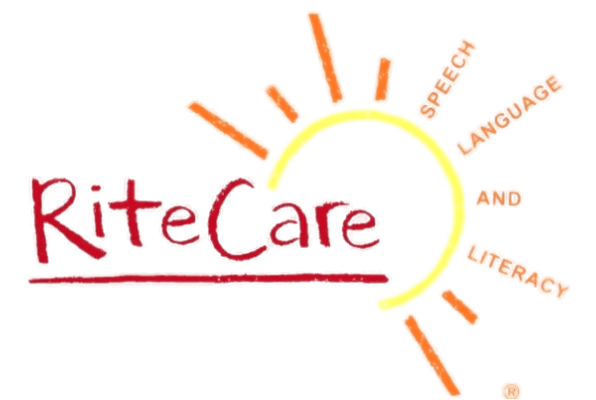 RiteCare
SPEECH
LANGUAGE
AND
LITERACY
®